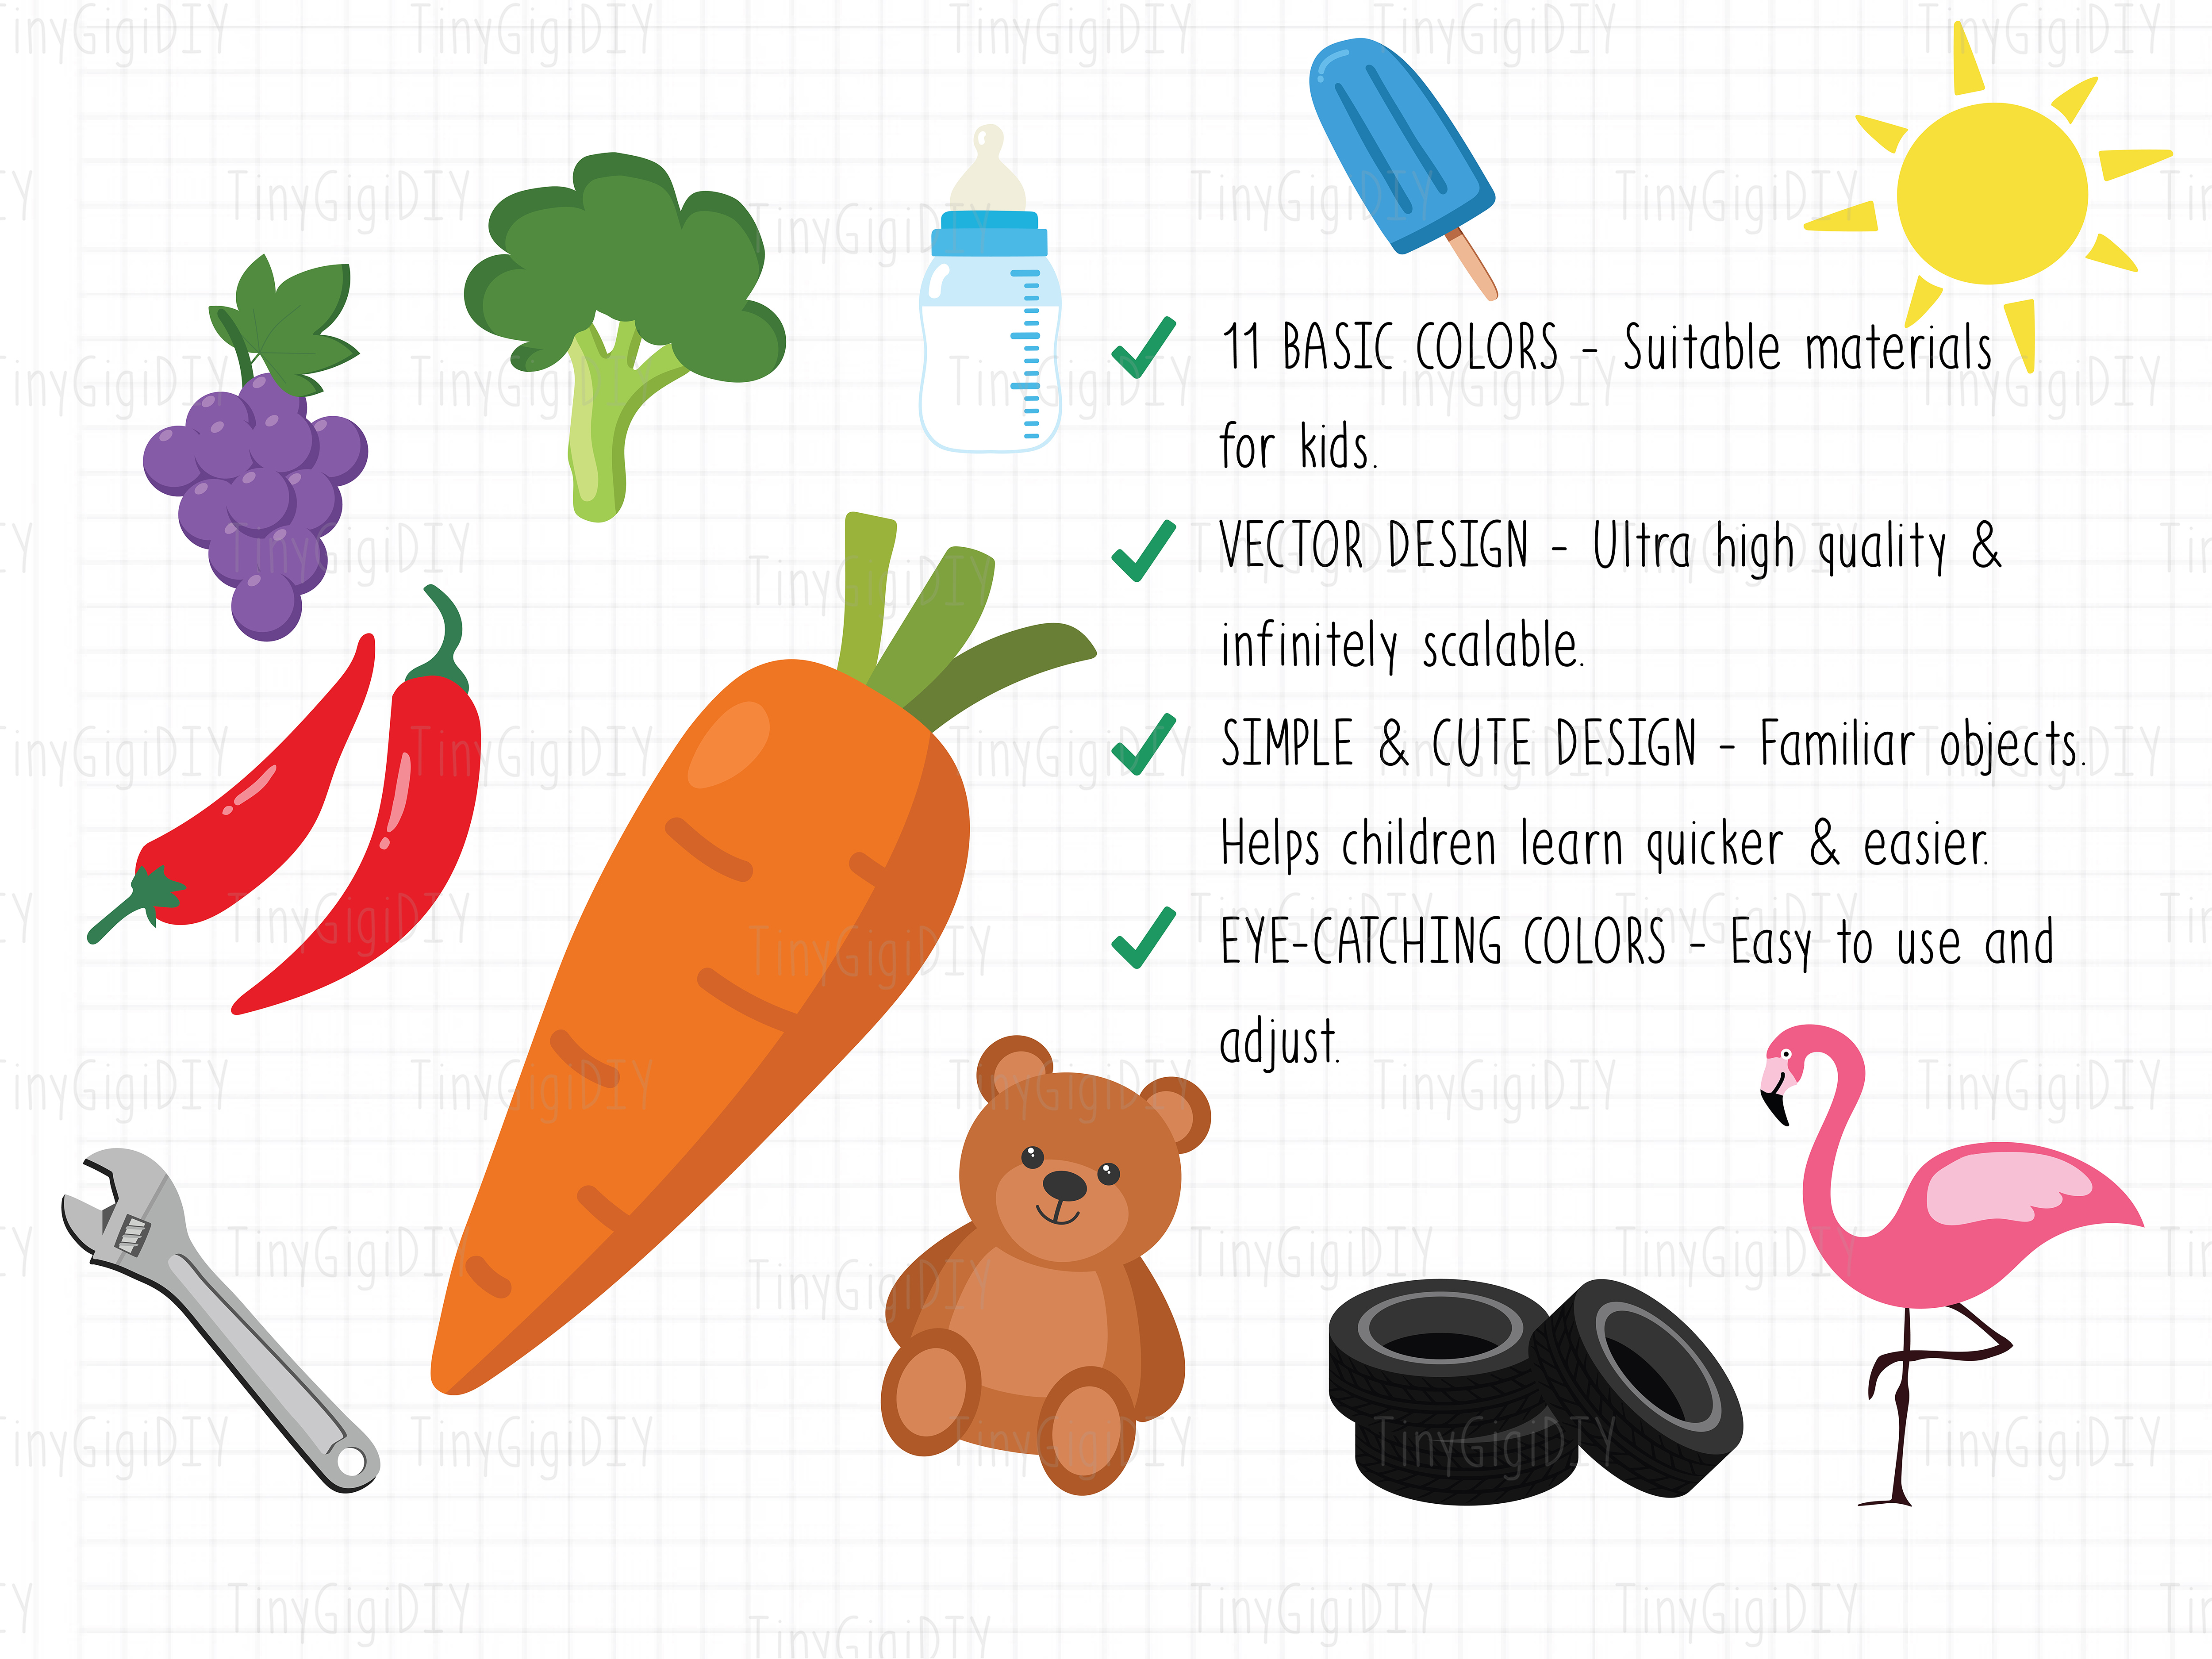 TinyGigiDIY
11 BASIC COLORS - Suitable materials
for kids.
VECTOR DESIGN - Ultra high quality &
infinitely scalable.
SIMPLE & CUTE DESIGN - Familiar objects.
Helps children learn quicker & easier.
EYE-CATCHING COLORS - Easy to use and
adjust.